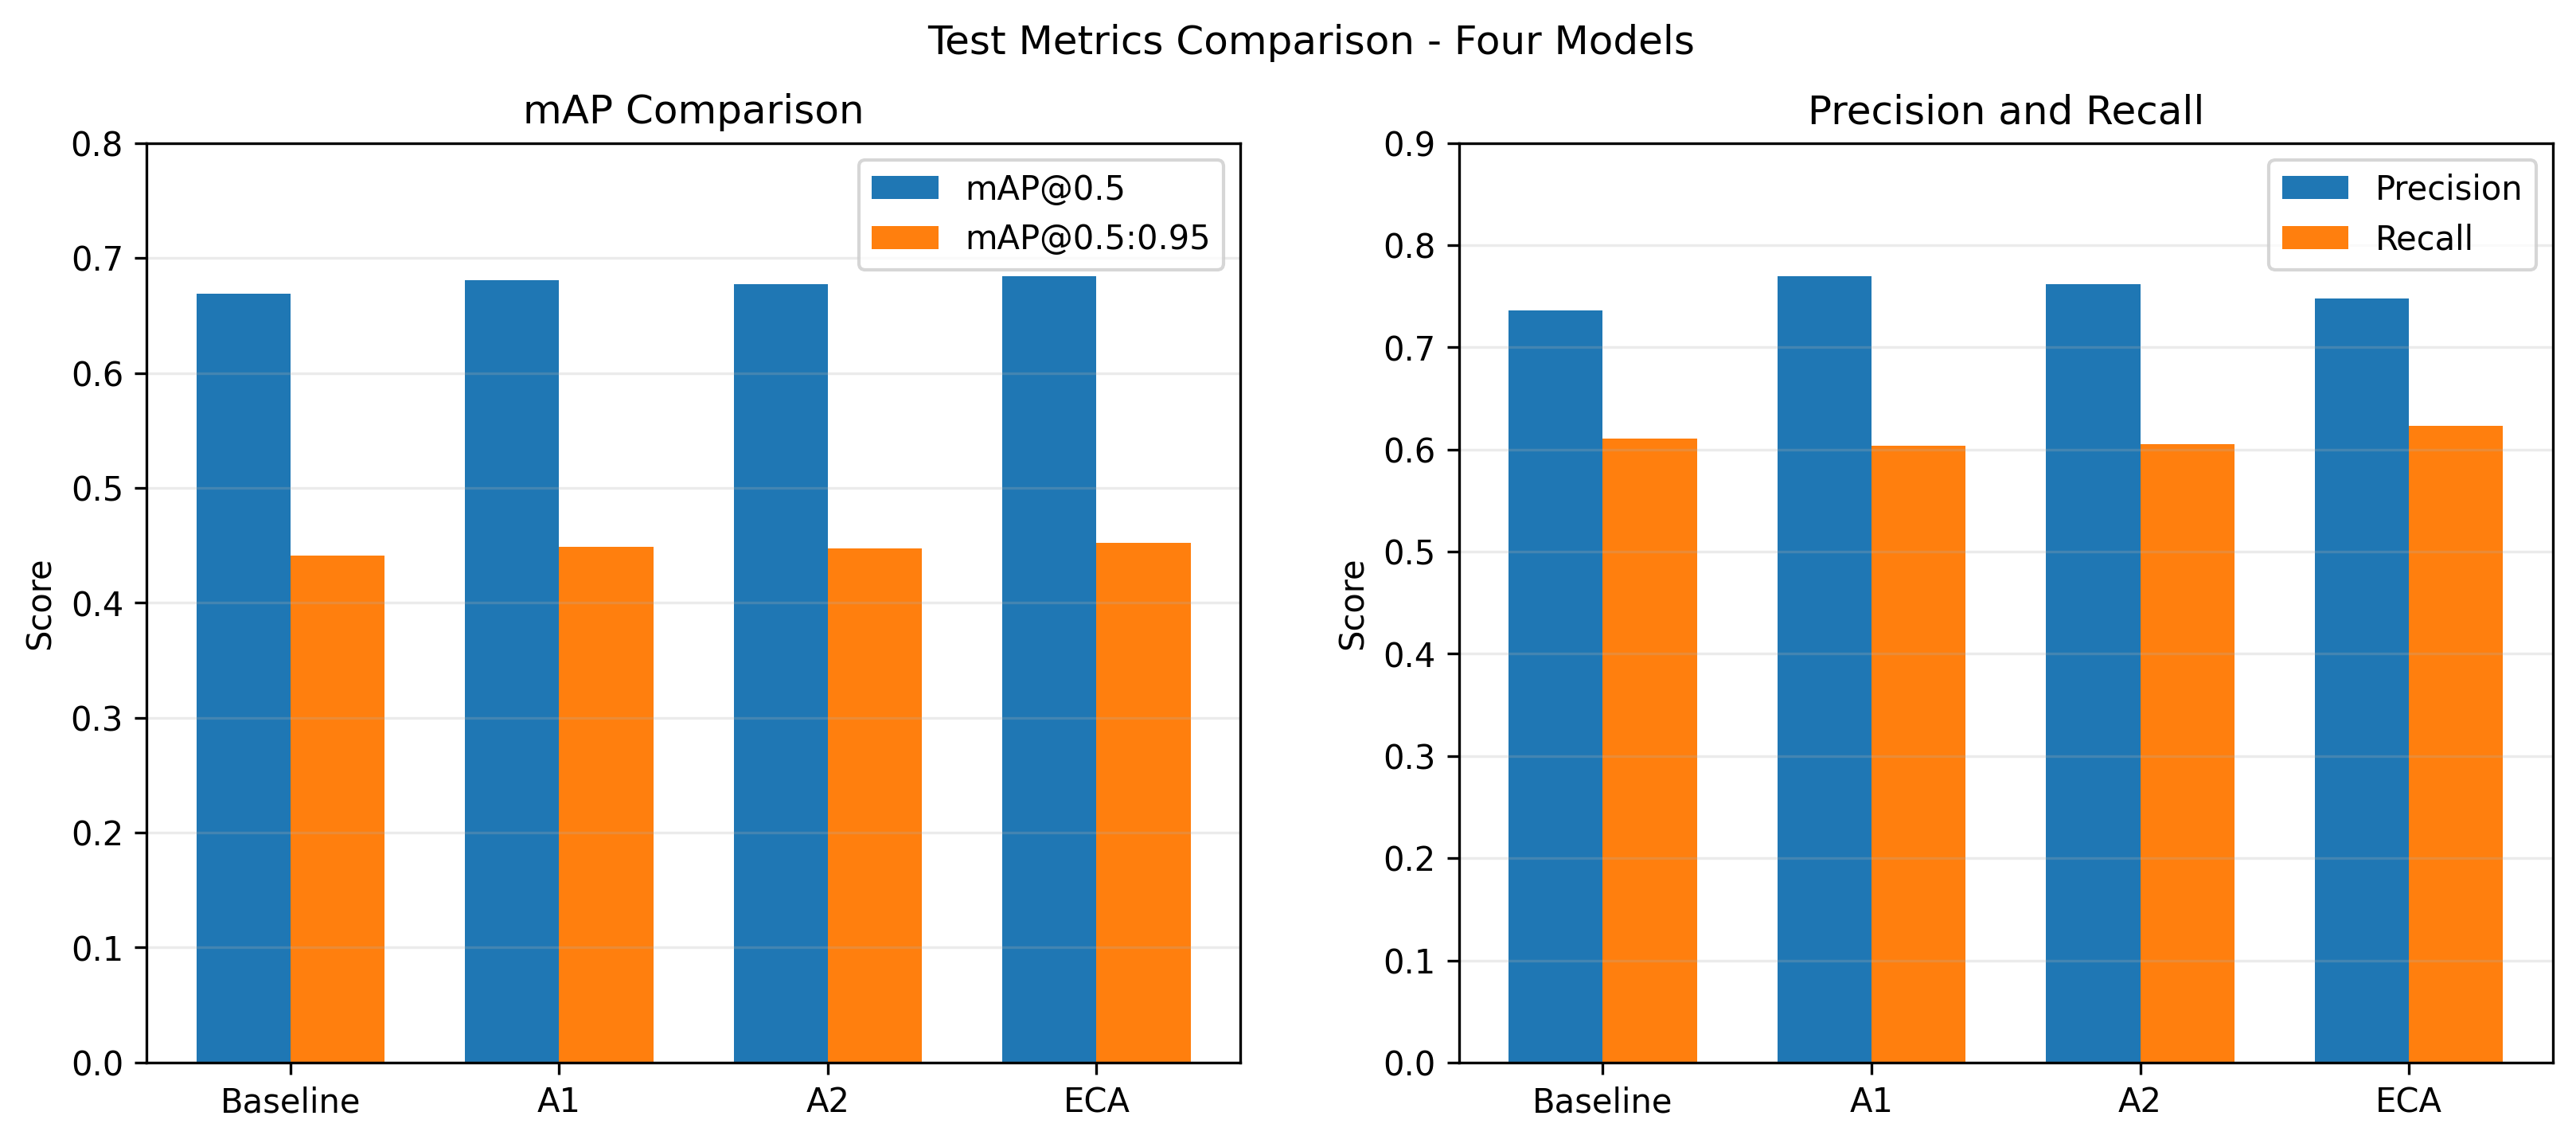 Test Metrics Comparison - Four Models
mAP Comparison
Score
0.8
0.7
0.6
0.5
0.4
0.3
0.2
0.1
0.0
mAP@0.5
mAP@0.5:0.95
Baseline A1 A2 ECA
Precision and Recall
Score
0.9
0.8
0.7
0.6
0.5
0.4
0.3
0.2
0.1
0.0
Precision
Recall
Baseline A1 A2 ECA